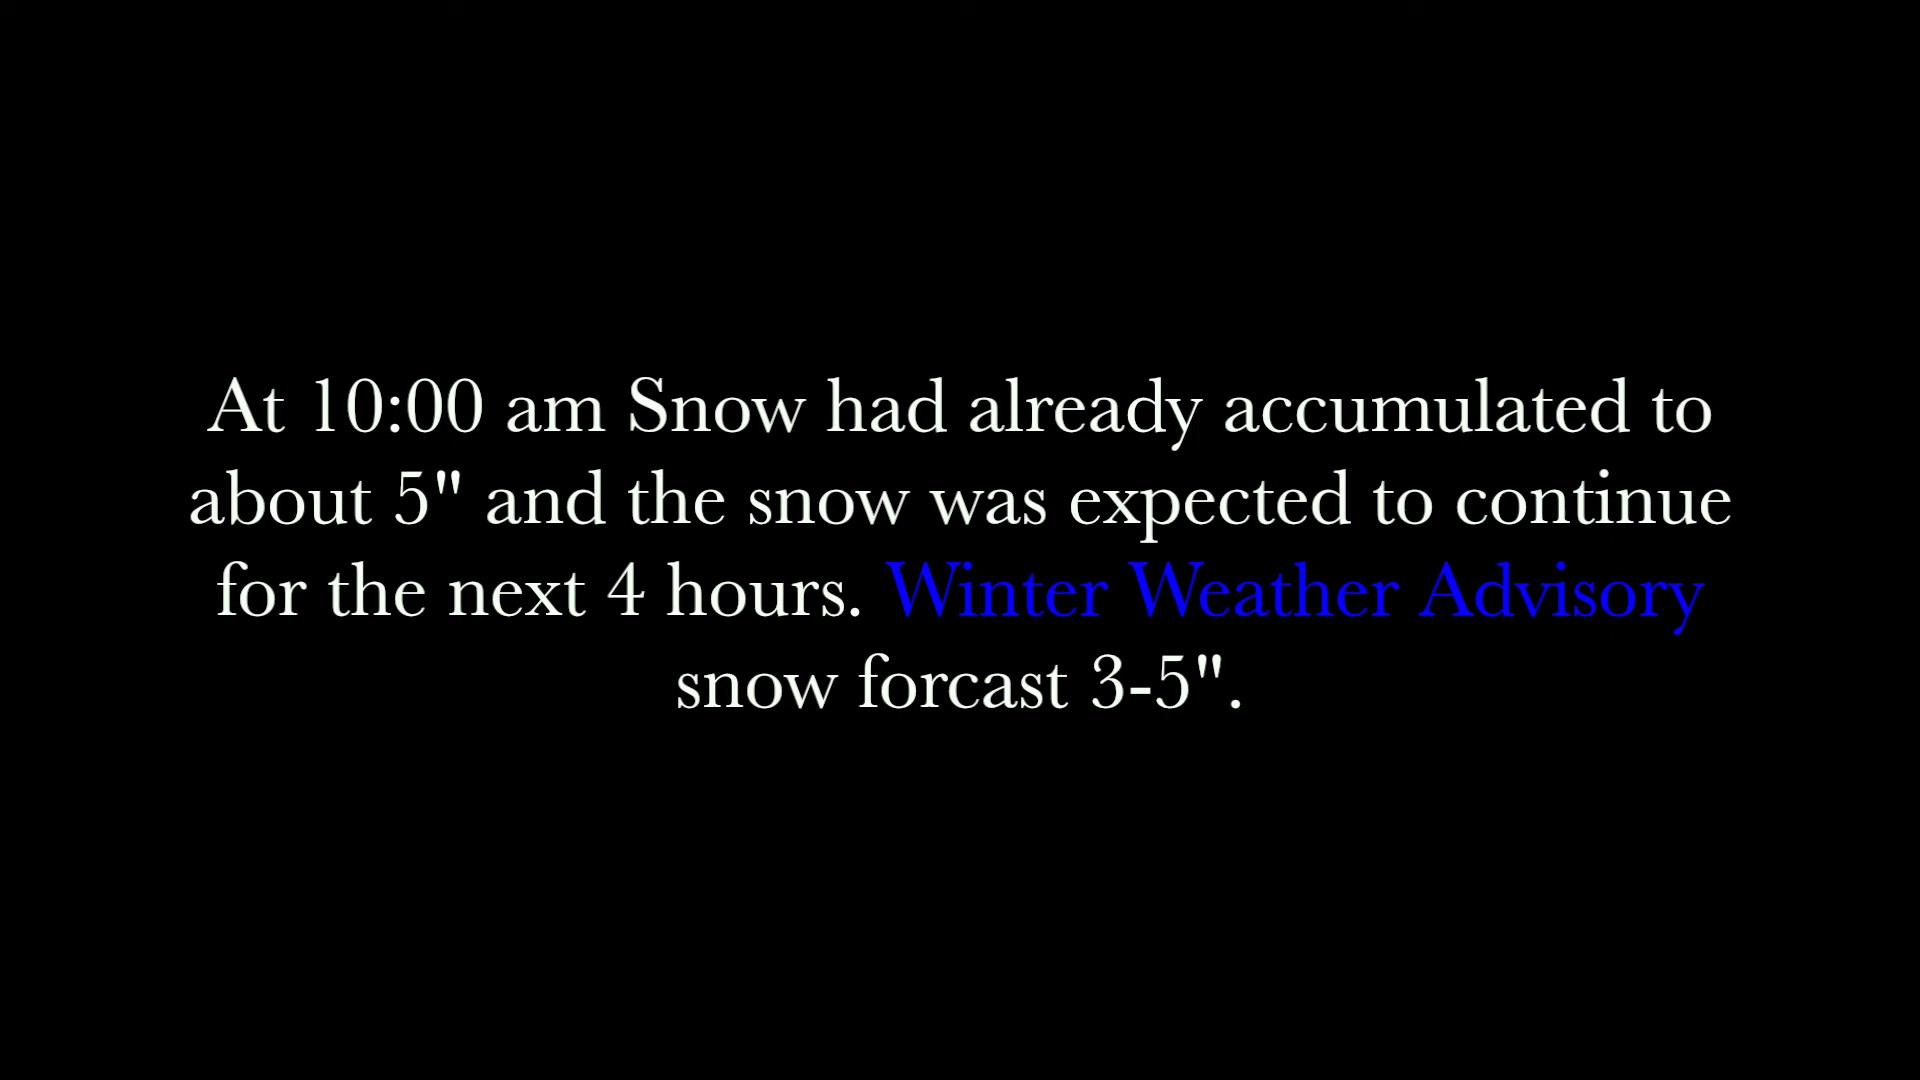 At 10:00 am Snow had already accumulated to
about 5" and the snow was expected to continue
for the next 4 hours. Winter Weather Advisory
snow forcast 3-5".